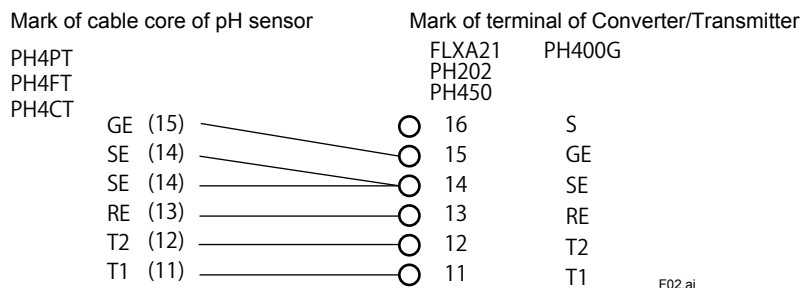 Mark of cable core of pH sensor Mark of terminal of Converter/Transmitter
PH4PT FLXA21 PH400G
PH4FT PH202
PH4CT PH450
GE (15) 16 S
SE (14) 15 GE
SE (14) 14 SE
RE (13) 13 RE
T2 (12) 12 T2
T1 (11) 11 T1
F02.ai